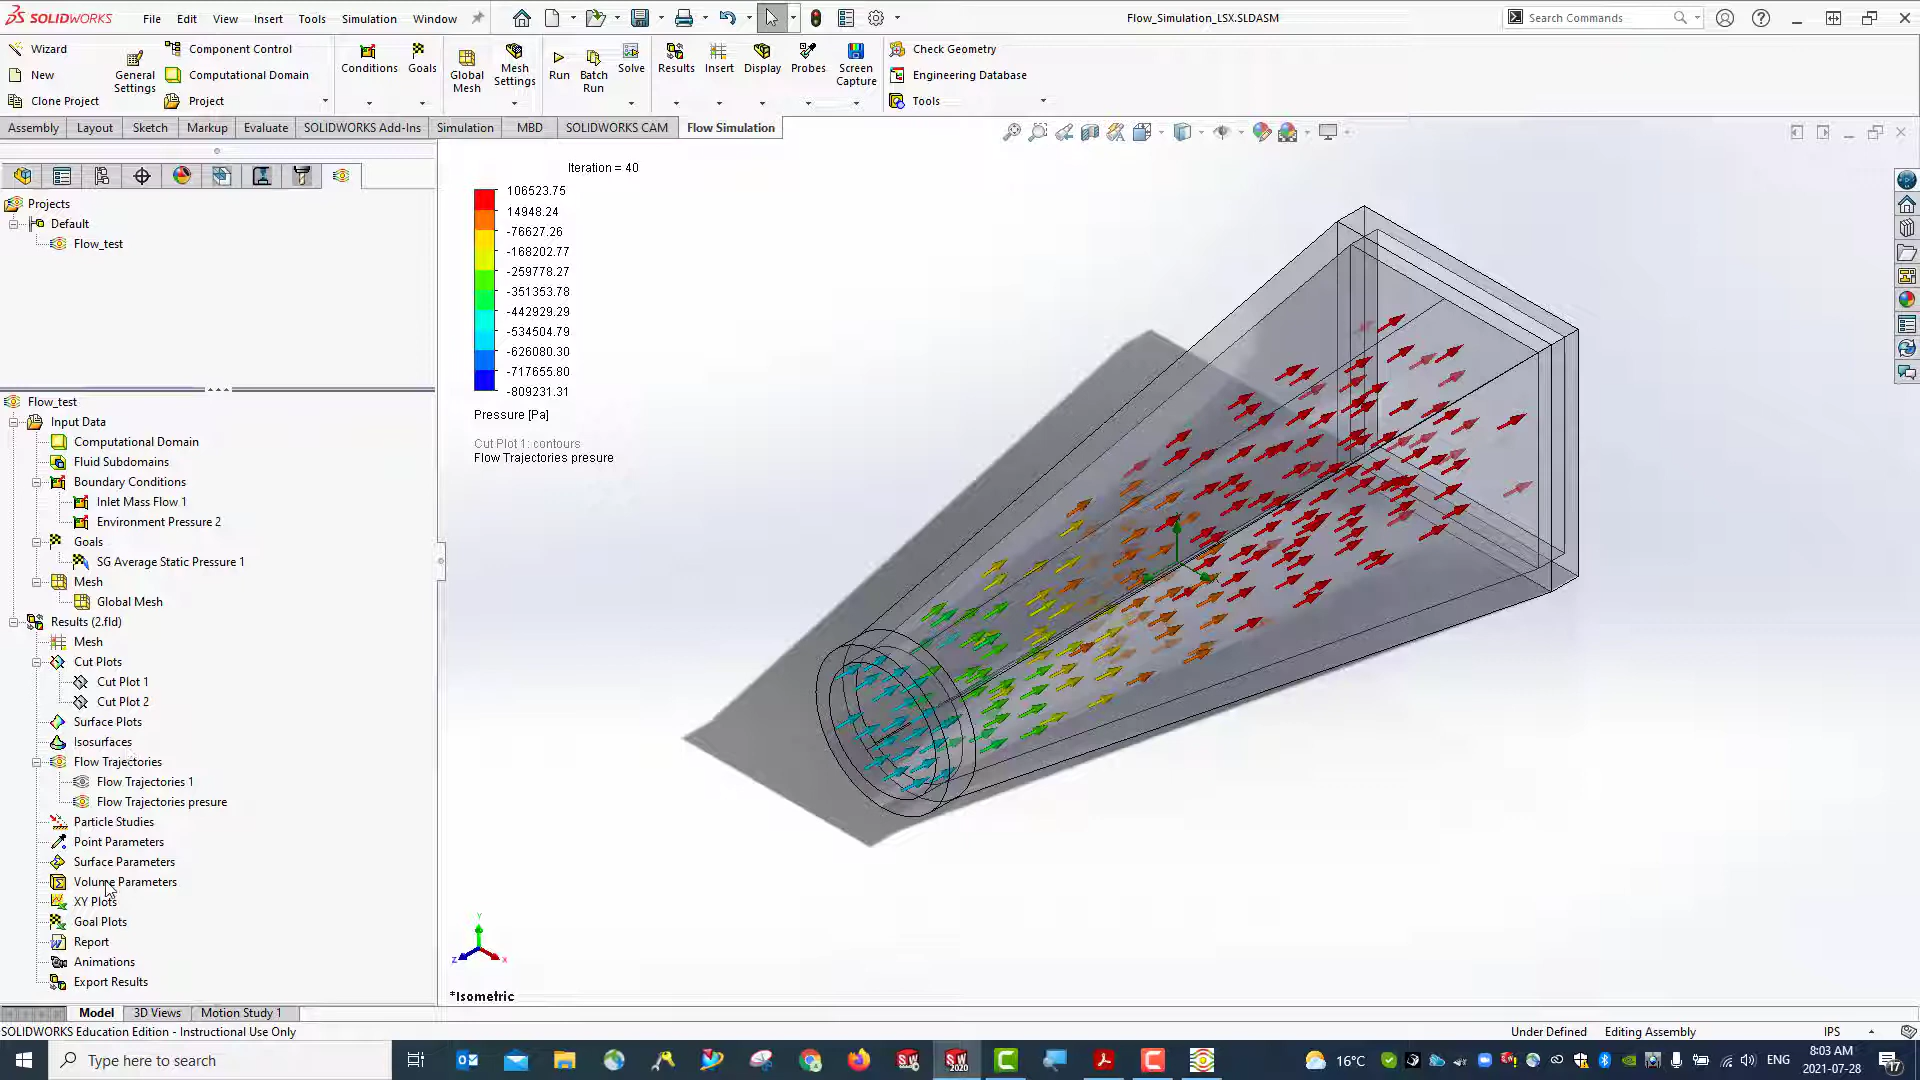 SOLIDWORKS
File
Edit
View
Insert
Tools
Simulation
Window
Flow_Simulation_LSX.SLDASM
Search Commands
Wizard
New
Clone Project
General Settings
Component Control
Computational Domain
Project
Conditions
Goals
Global Mesh
Mesh Settings
Run
Batch Run
Solve
Results
Insert
Display
Probes
Screen Capture
Check Geometry
Engineering Database
Tools
Assembly
Layout
Sketch
Markup
Evaluate
SOLIDWORKS Add-Ins
Simulation
MBD
SOLIDWORKS CAM
Flow Simulation
Projects
Default
Flow_test
Flow_test
Input Data
Computational Domain
Fluid Subdomains
Boundary Conditions
Inlet Mass Flow 1
Environment Pressure 2
Goals
SG Average Static Pressure 1
Mesh
Global Mesh
Results (2.fld)
Mesh
Cut Plots
Cut Plot 1
Cut Plot 2
Surface Plots
Isosurfaces
Flow Trajectories
Flow Trajectories 1
Flow Trajectories presure
Particle Studies
Point Parameters
Surface Parameters
Volume Parameters
XY Plots
Goal Plots
Report
Animations
Export Results
Iteration = 40
106523.75
14948.24
-76627.26
-168202.77
-259778.27
-351353.78
-442929.29
-534504.79
-626080.30
-717655.80
-809231.31
Pressure [Pa]
Cut Plot 1: contours
Flow Trajectories presure
Y
Z
X
*Isometric
Model
3D Views
Motion Study 1
SOLIDWORKS Education Edition - Instructional Use Only
Under Defined
Editing Assembly
IPS
Type here to search
SW
SW 2020
16°C
ENG
8:03 AM
2021-07-28
17